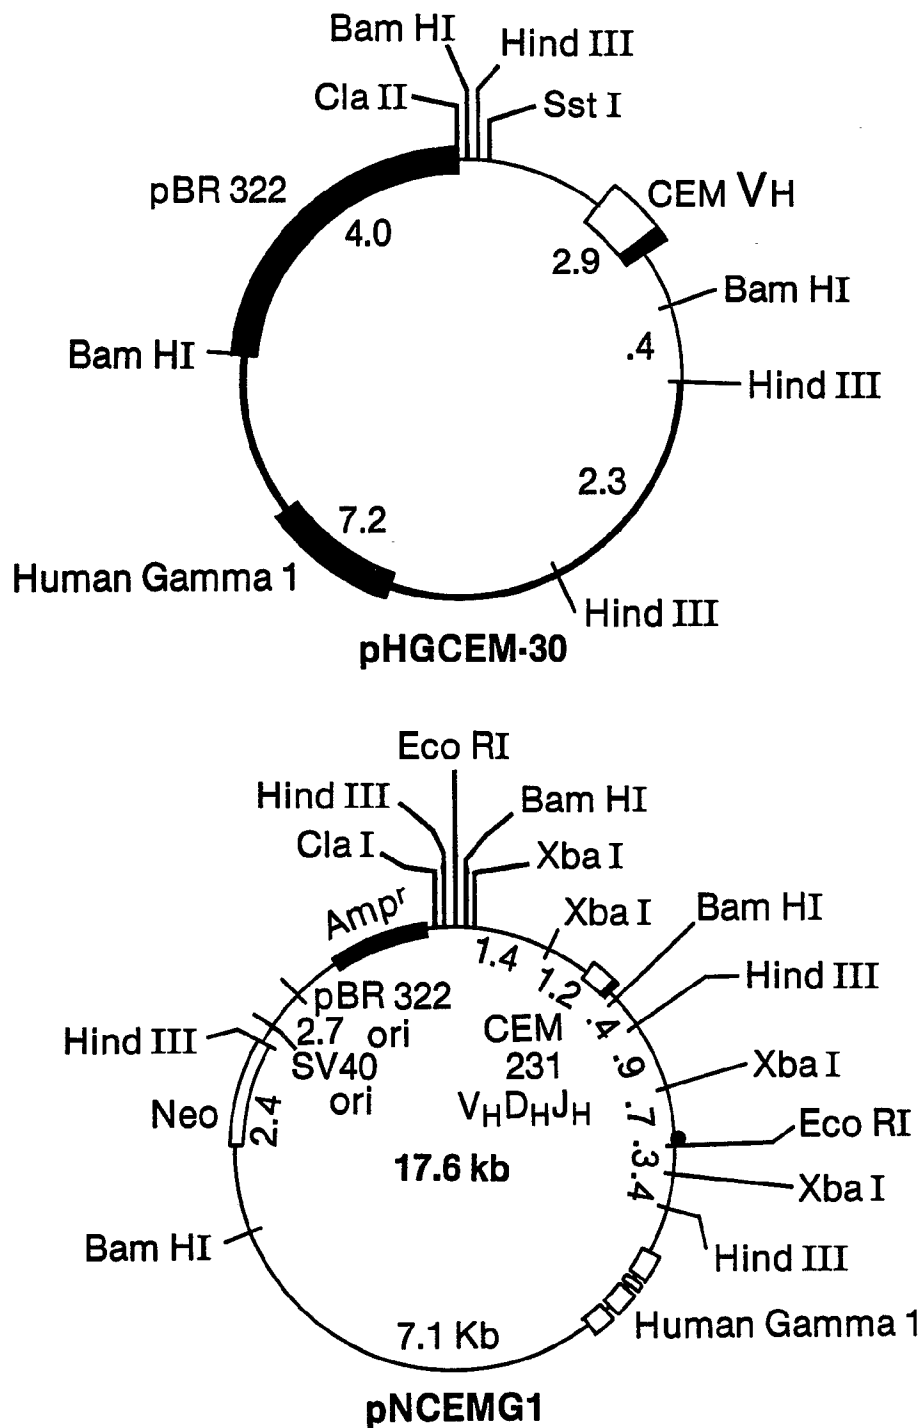 Bam HI
Hind III
Cla II
Sst I
pBR 322
CEM VH
4.0
2.9
Bam HI
.4
Bam HI
Hind III
2.3
7.2
Human Gamma 1
Hind III
pHGCEM-30
Eco RI
Hind III
Bam HI
Cla I
Xba I
Ampr
Xba I
Bam HI
1.4
1.2
Hind III
pBR 322
ori
.4
CEM
231
VHDHJH
Hind III
2.7
SV40
ori
.9
Xba I
Neo
2.4
.7
Eco RI
17.6 kb
.3
Xba I
.4
Bam HI
Hind III
7.1 Kb
Human Gamma 1
pNCEMG1